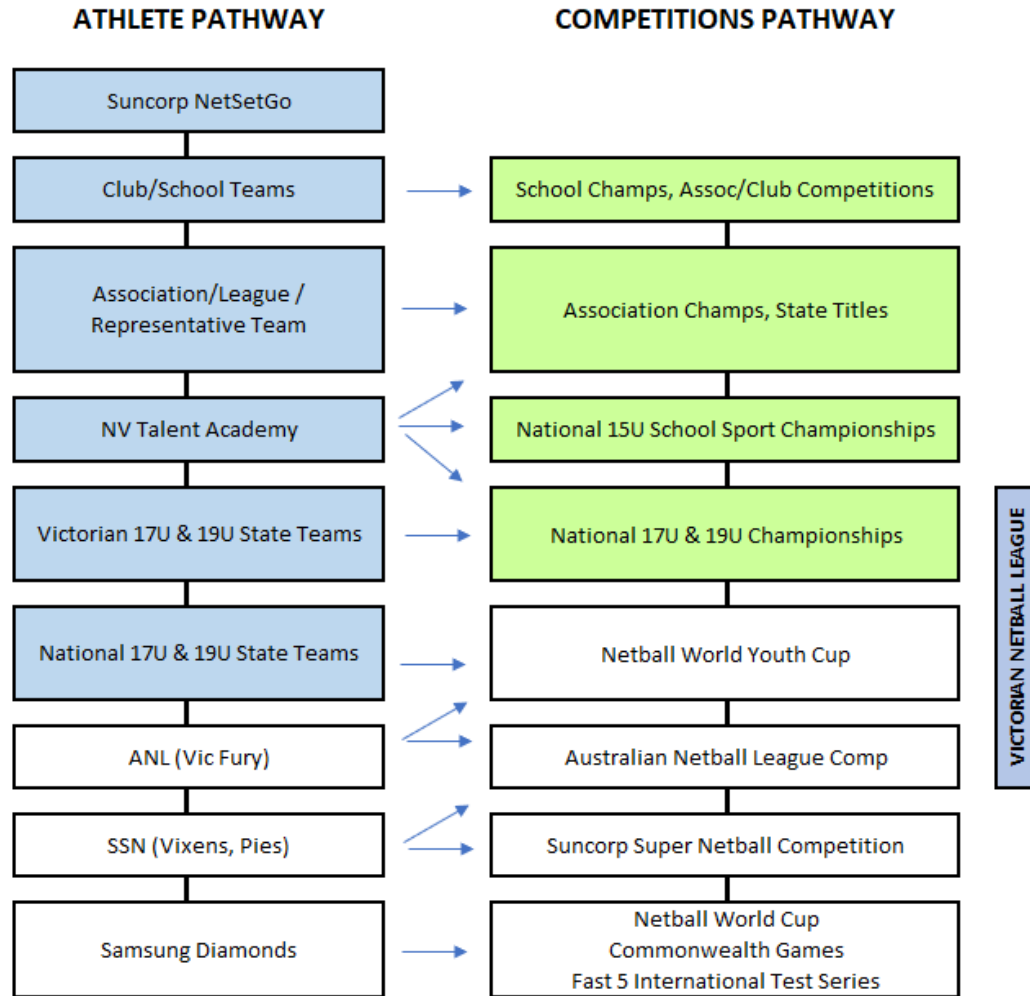 ATHLETE PATHWAY
COMPETITIONS PATHWAY
Suncorp NetSetGo
Club/School Teams
School Champs, Assoc/Club Competitions
Association/League /
Representative Team
Association Champs, State Titles
NV Talent Academy
National 15U School Sport Championships
Victorian 17U & 19U State Teams
National 17U & 19U Championships
National 17U & 19U State Teams
Netball World Youth Cup
ANL (Vic Fury)
Australian Netball League Comp
SSN (Vixens, Pies)
Suncorp Super Netball Competition
Samsung Diamonds
Netball World Cup
Commonwealth Games
Fast 5 International Test Series
VICTORIAN NETBALL LEAGUE